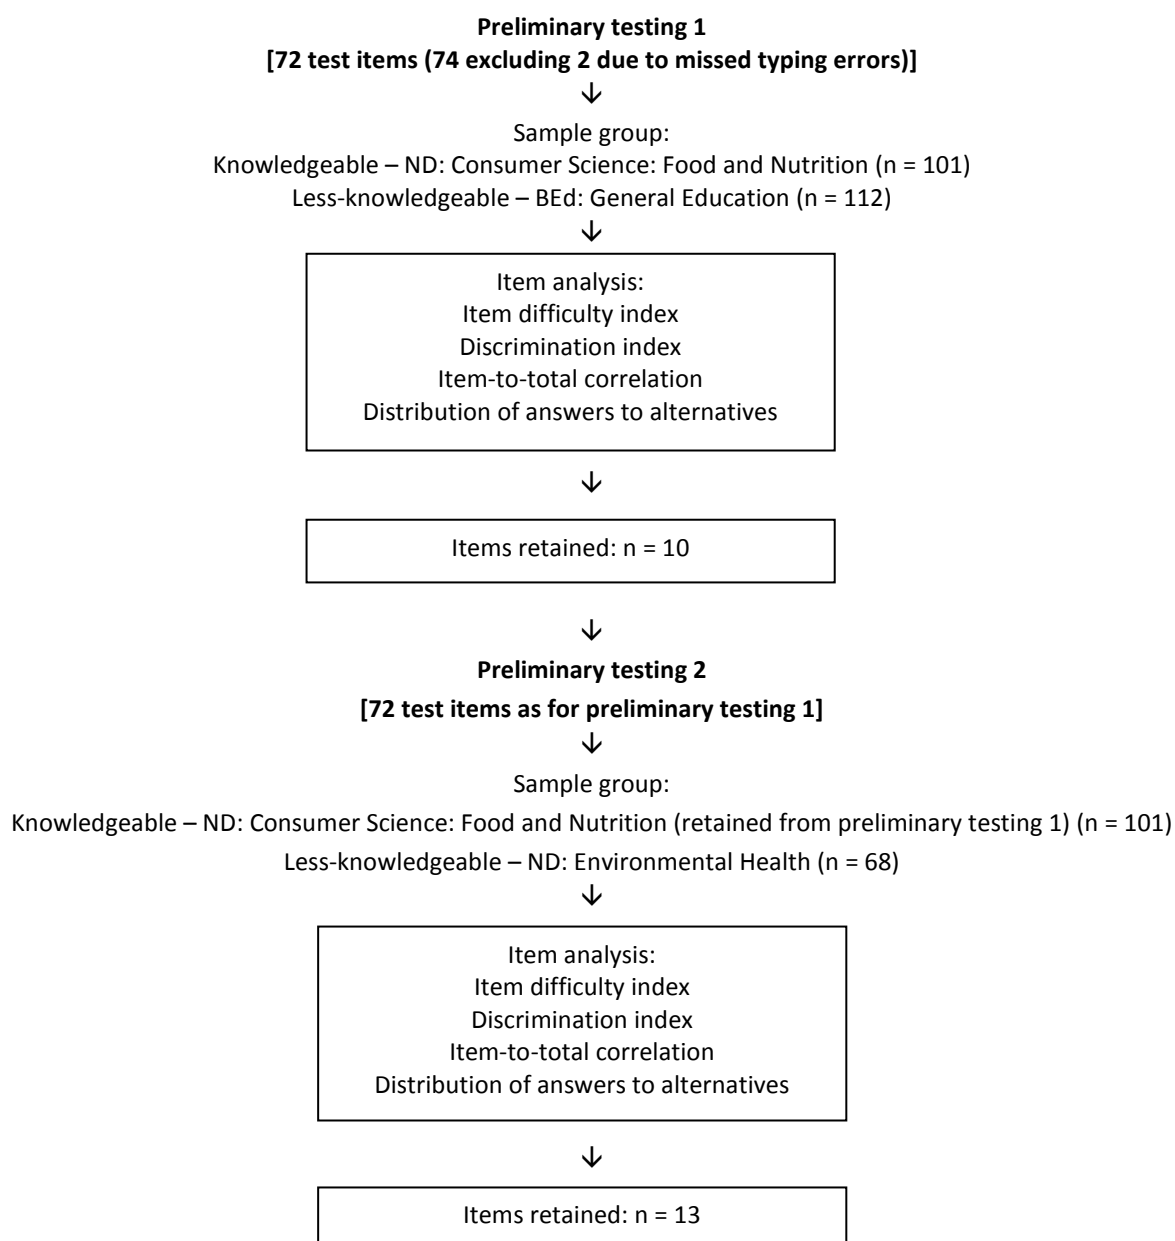 Preliminary testing 1
[72 test items (74 excluding 2 due to missed typing errors)]
↓
Sample group:
Knowledgeable – ND: Consumer Science: Food and Nutrition (n = 101)
Less-knowledgeable – BEd: General Education (n = 112)
↓
Item analysis:
Item difficulty index
Discrimination index
Item-to-total correlation
Distribution of answers to alternatives
↓
Items retained: n = 10
↓
Preliminary testing 2
[72 test items as for preliminary testing 1]
↓
Sample group:
Knowledgeable – ND: Consumer Science: Food and Nutrition (retained from preliminary testing 1) (n = 101)
Less-knowledgeable – ND: Environmental Health (n = 68)
↓
Item analysis:
Item difficulty index
Discrimination index
Item-to-total correlation
Distribution of answers to alternatives
↓
Items retained: n = 13